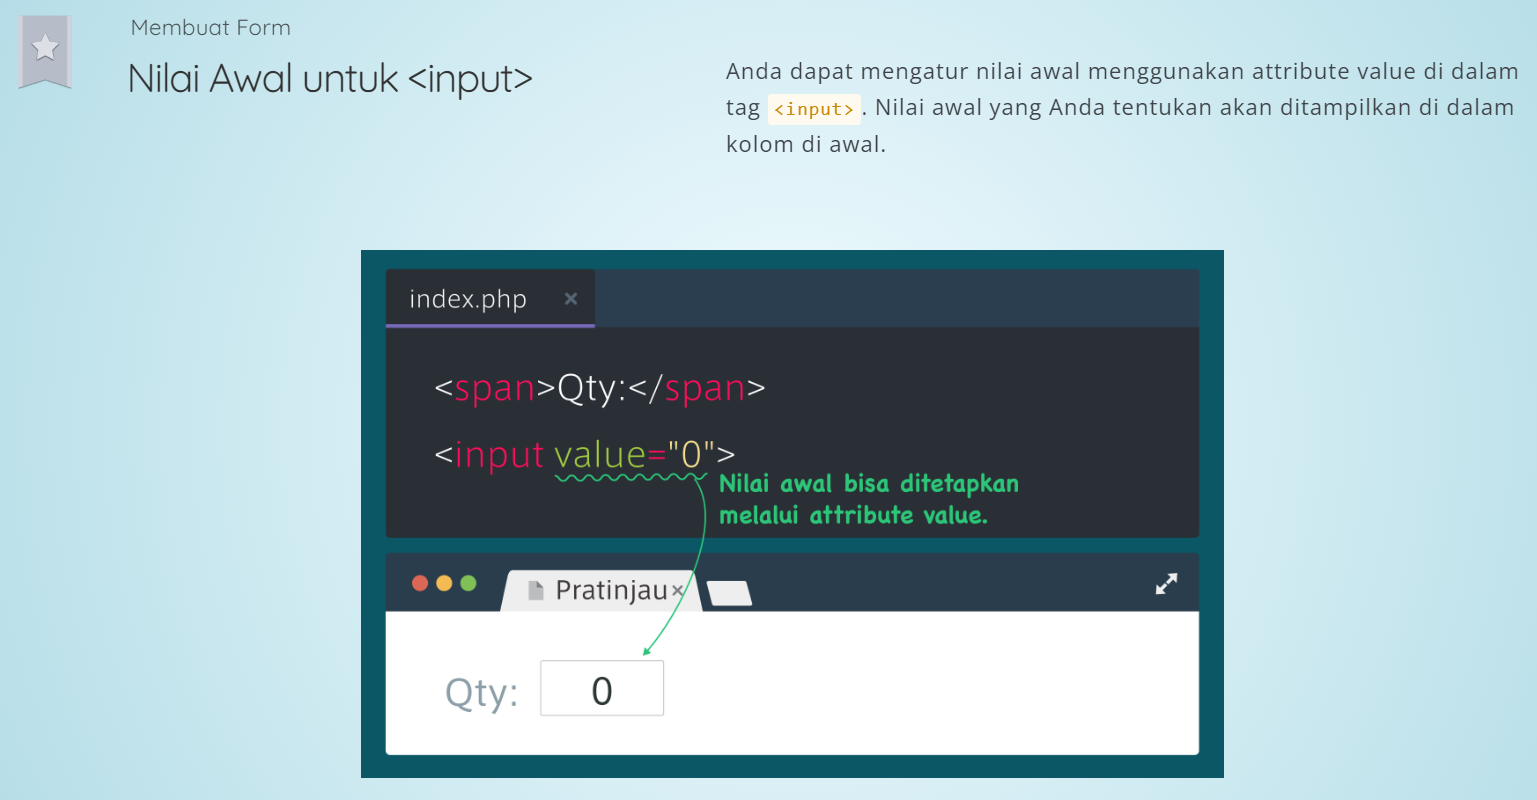 Membuat Form
Nilai Awal untuk <input>
Anda dapat mengatur nilai awal menggunakan attribute value di dalam
tag <input>. Nilai awal yang Anda tentukan akan ditampilkan di dalam
kolom di awal.
index.php ×
<span>Qty:</span>
<input value="0">
Nilai awal bisa ditetapkan
melalui attribute value.
Pratinjau×
Qty: 0